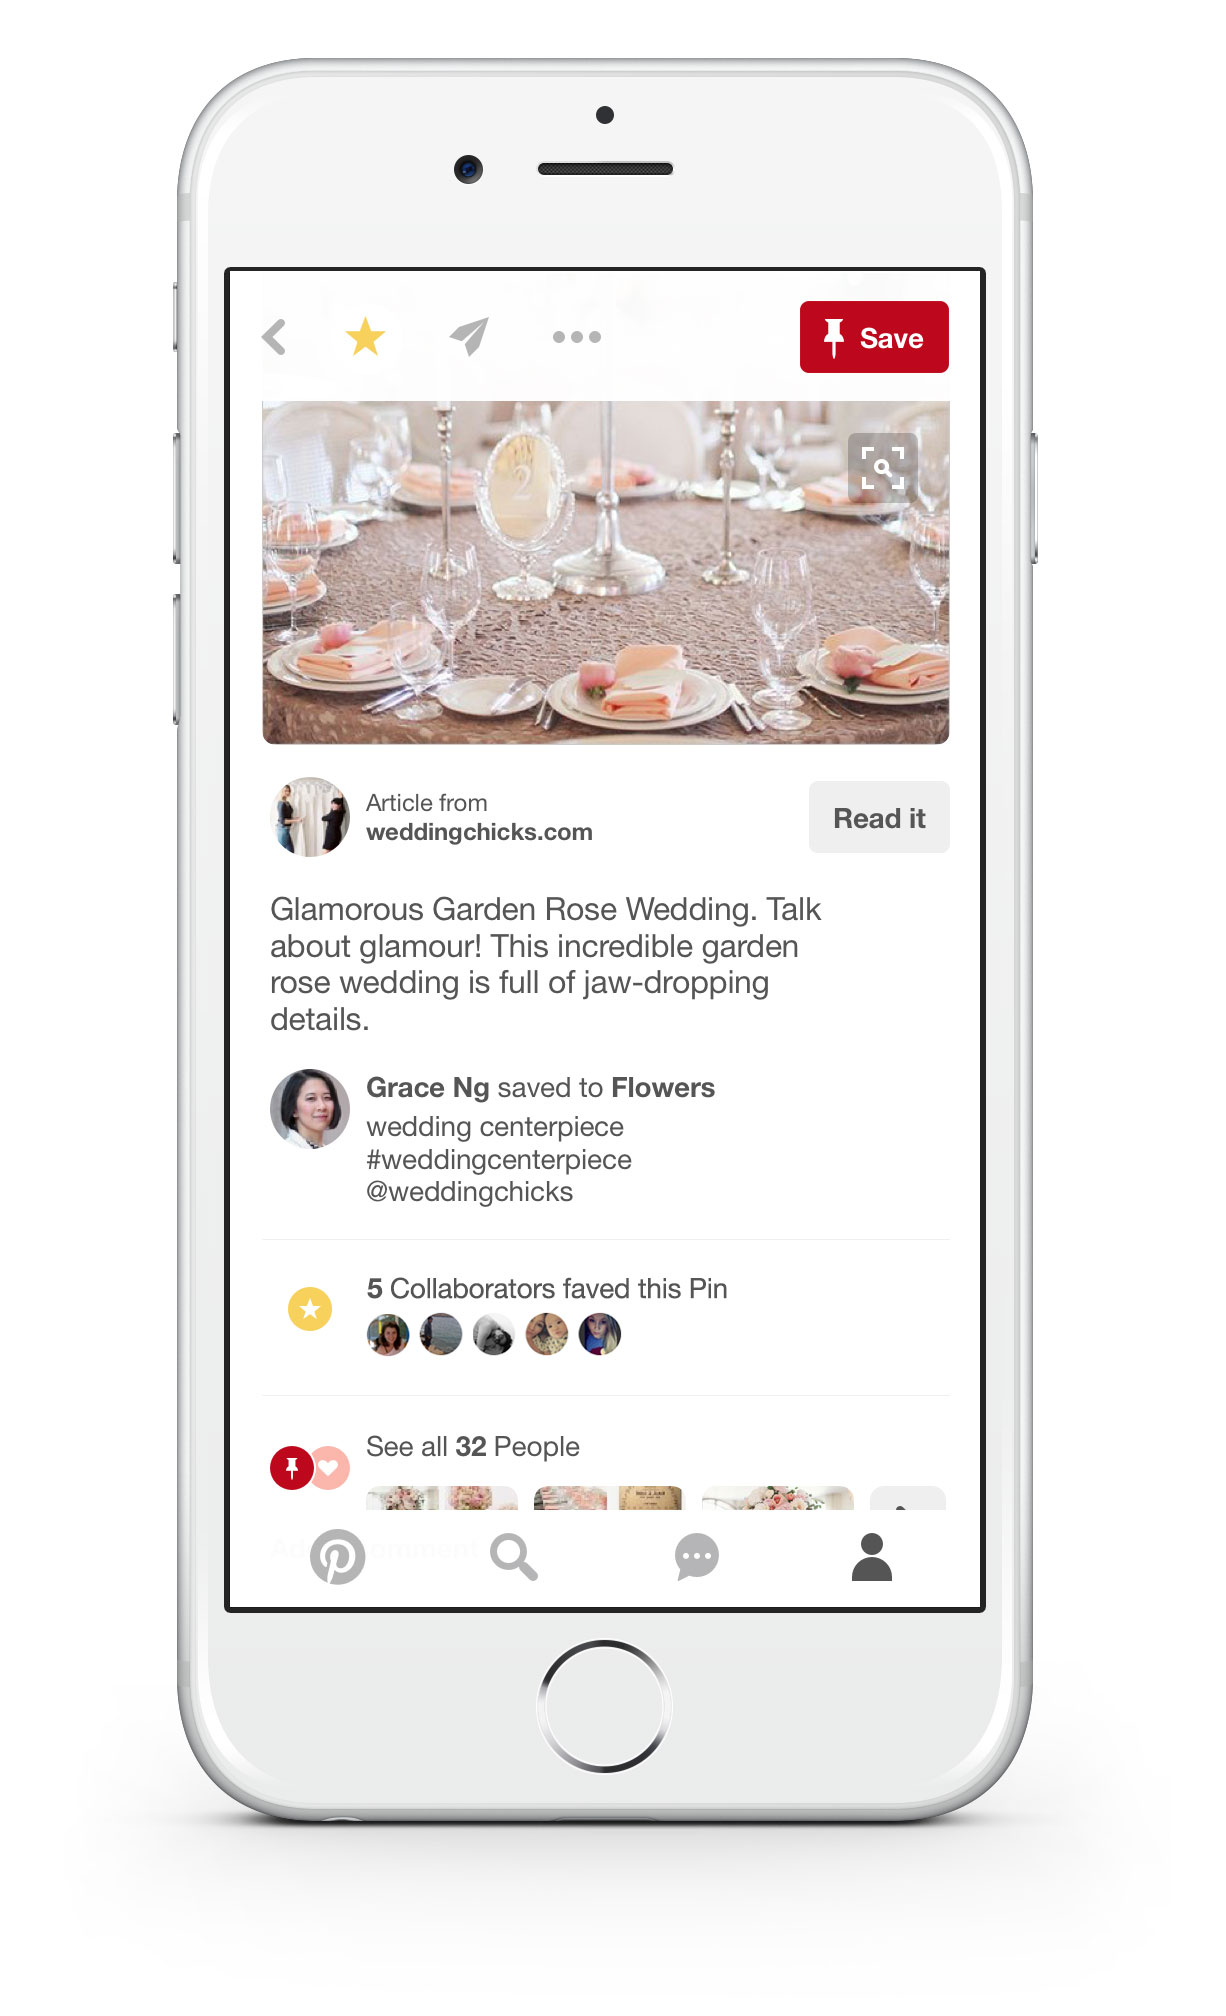 Save
2
Article from
weddingchicks.com
Read it
Glamorous Garden Rose Wedding. Talk
about glamour! This incredible garden
rose wedding is full of jaw-dropping
details.
Grace Ng saved to Flowers
wedding centerpiece
#weddingcenterpiece
@weddingchicks
5 Collaborators faved this Pin
See all 32 People